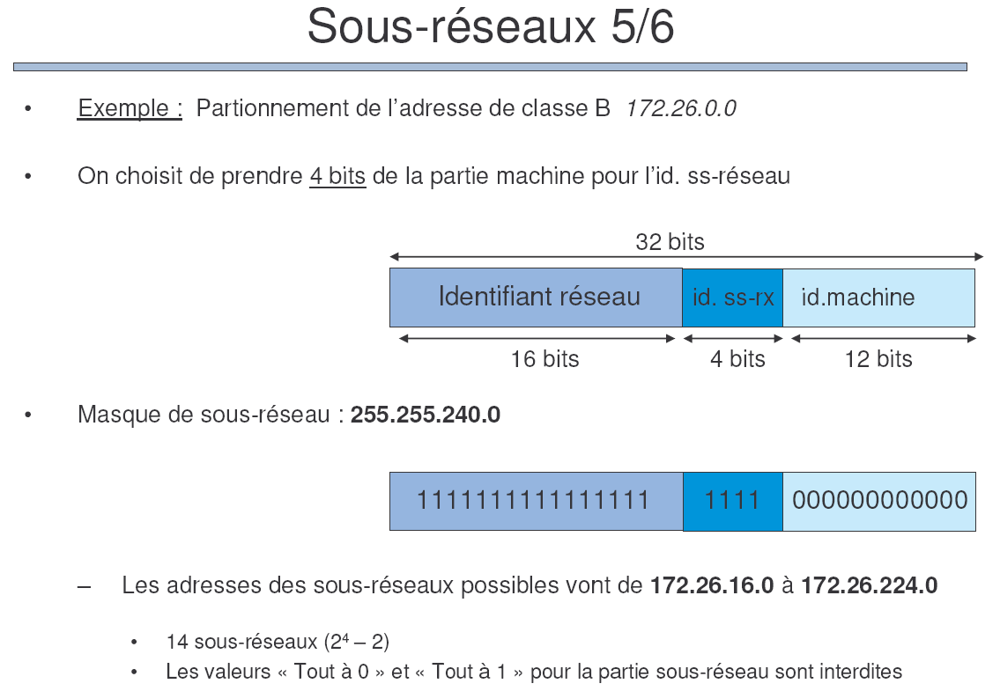 Sous-réseaux 5/6
• Exemple : Partionnement de l'adresse de classe B 172.26.0.0
• On choisit de prendre 4 bits de la partie machine pour l'id. ss-réseau
32 bits
Identifiant réseau id. ss-rx id.machine
16 bits 4 bits 12 bits
• Masque de sous-réseau : 255.255.240.0
1111111111111111 1111 000000000000
– Les adresses des sous-réseaux possibles vont de 172.26.16.0 à 172.26.224.0
• 14 sous-réseaux (2⁴ – 2)
• Les valeurs « Tout à 0 » et « Tout à 1 » pour la partie sous-réseau sont interdites